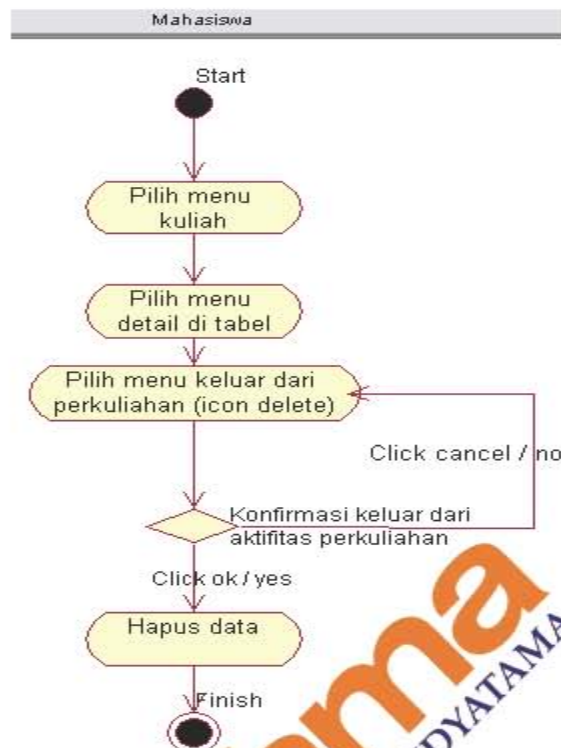 Mahasiswa
Start
Pilih menu
kuliah
Pilih menu
detail di tabel
Pilih menu keluar dari
perkuliahan (icon delete)
Click cancel / no
Konfirmasi keluar dari
aktifitas perkuliahan
Click ok / yes
Hapus data
Finish